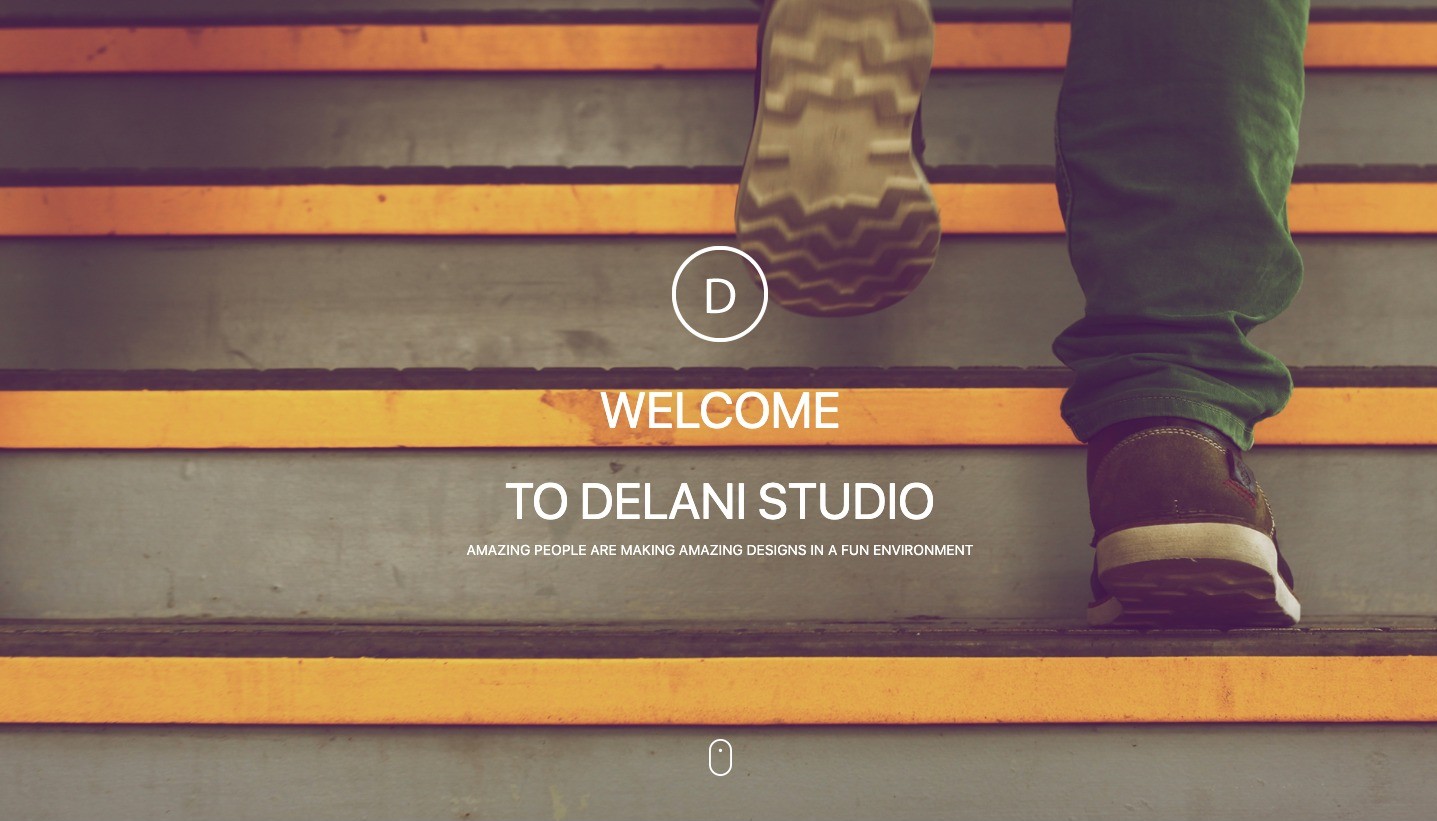 D
WELCOME
TO DELANI STUDIO
AMAZING PEOPLE ARE MAKING AMAZING DESIGNS IN A FUN ENVIRONMENT